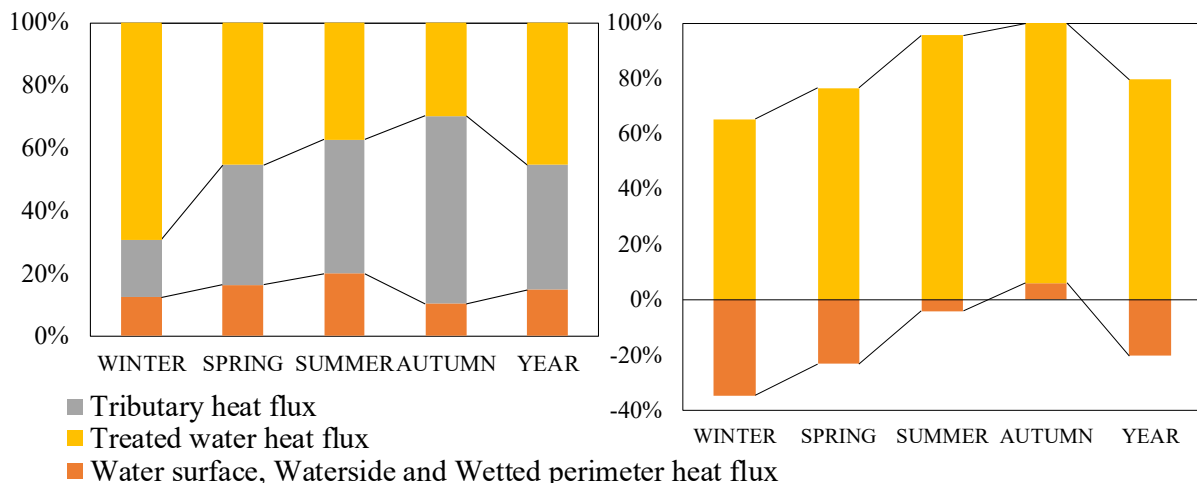 100%
80%
60%
40%
20%
0%
WINTER SPRING SUMMER AUTUMN YEAR
100%
80%
60%
40%
20%
0%
-20%
-40%
WINTER SPRING SUMMER AUTUMN YEAR
Tributary heat flux
Treated water heat flux
Water surface, Waterside and Wetted perimeter heat flux